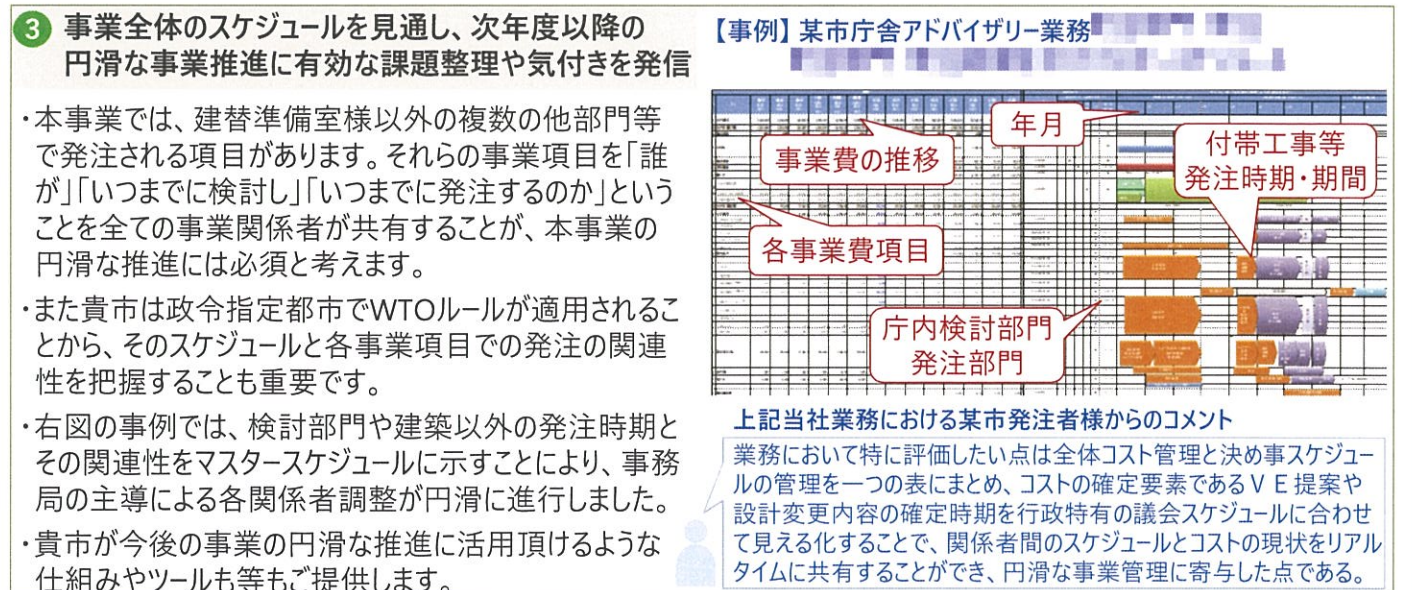 3 事業全体のスケジュールを見通し、次年度以降の
円滑な事業推進に有効な課題整理や気付きを発信
・本事業では、建替準備室様以外の複数の他部門等
で発注される項目があります。それらの事業項目を「誰
が」「いつまでに検討し」「いつまでに発注するのか」という
ことを全ての事業関係者が共有することが、本事業の
円滑な推進には必須と考えます。
・また貴市は政令指定都市でWTOルールが適用されるこ
とから、そのスケジュールと各事業項目での発注の関連
性を把握することも重要です。
・右図の事例では、検討部門や建築以外の発注時期と
その関連性をマスタースケジュールに示すことにより、事務
局の主導による各関係者調整が円滑に進行しました。
・貴市が今後の事業の円滑な推進に活用頂けるような
仕組みやツールも等もご提供します。
【事例】某市庁舎アドバイザリー業務
年月
事業費の推移
付帯工事等
発注時期・期間
各事業費項目
庁内検討部門
発注部門
上記当社業務における某市発注者様からのコメント
業務において特に評価したい点は全体コスト管理と決め事スケジュー
ルの管理を一つの表にまとめ、コストの確定要素であるＶＥ提案や
設計変更内容の確定時期を行政特有の議会スケジュールに合わせ
て見える化することで、関係者間のスケジュールとコストの現状をリアル
タイムに共有することができ、円滑な事業管理に寄与した点である。